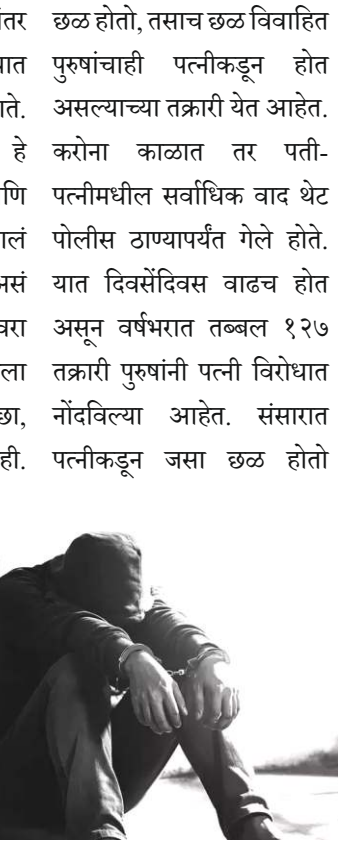 छळ होतो, तसाच छळ विवाहित
पुरुषांचाही पत्नीकडून होत
असल्याच्या तक्रारी येत आहेत.
करोना काळात तर पती-
पत्नीमधील सर्वाधिक वाद थेट
पोलीस ठाण्यापर्यंत गेले होते.
यात दिवसेंदिवस वाढच होत
असून वर्षभरात तब्बल १२७
तक्रारी पुरुषांनी पत्नी विरोधात
नोंदविल्या आहेत. संसारात
पत्नीकडून जसा छळ होतो